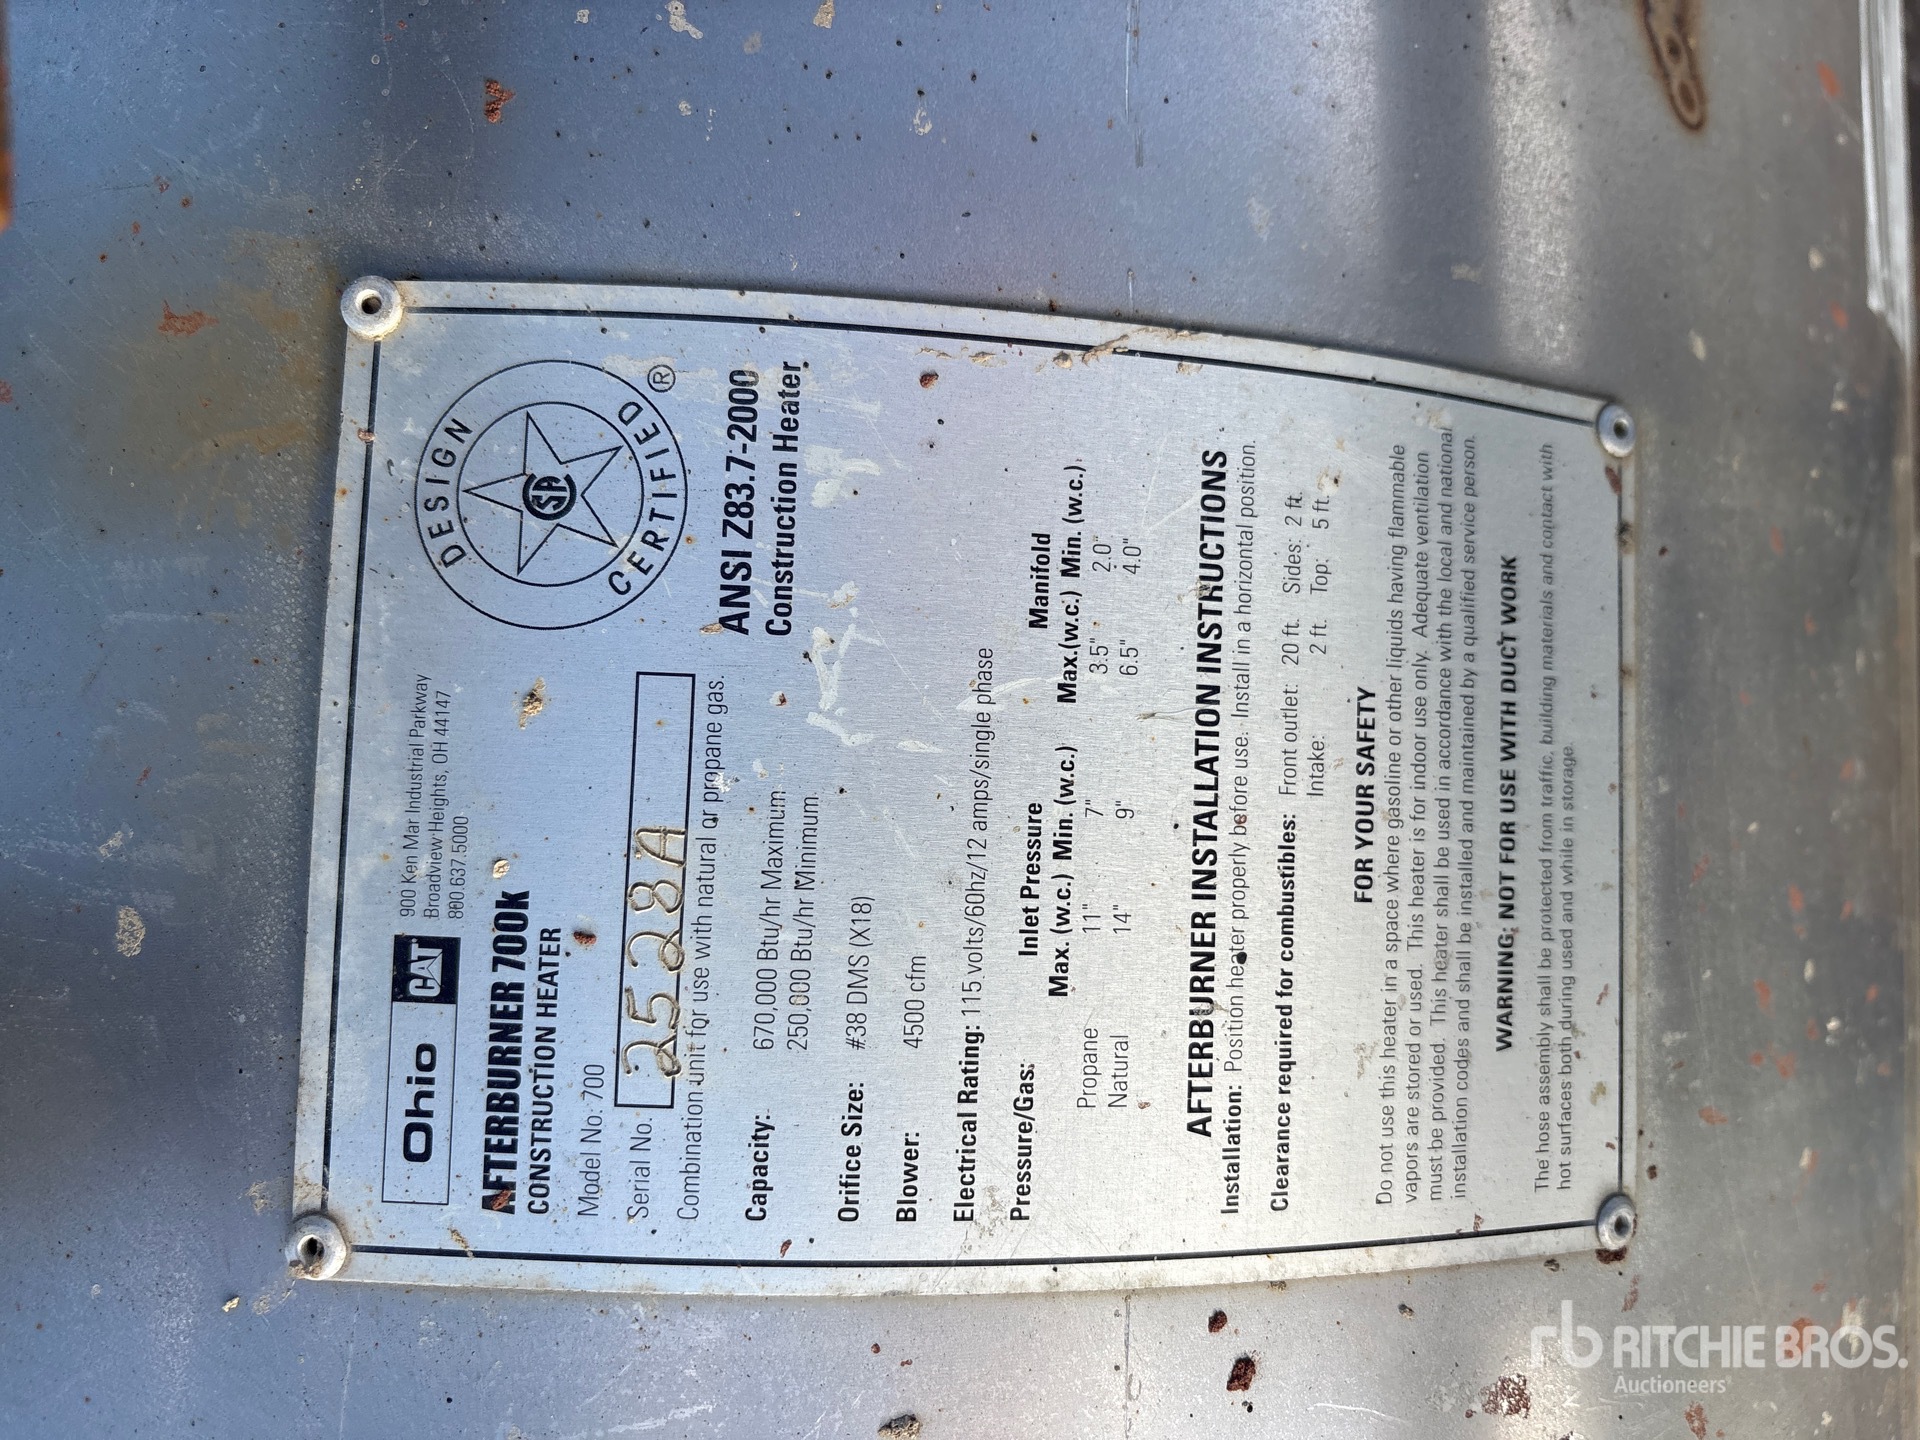 Ohio CAT
900 Ken Mar Industrial Parkway
Broadview Heights, OH 44147
800.637.5000
DESIGN
CSA
CERTIFIED ®
AFTERBURNER 700k
CONSTRUCTION HEATER
Model No: 700
Serial No. 2528A
Combination unit for use with natural or propane gas.
ANSI Z83.7-2000
Construction Heater
Capacity: 670,000 Btu/hr Maximum
250,000 Btu/hr Minimum
Orifice Size: #38 DMS (X18)
Blower: 4500 cfm
Electrical Rating: 115 volts/60hz/12 amps/single phase
Pressure/Gas: Inlet Pressure Manifold
Max. (w.c.) Min. (w.c.) Max.(w.c.) Min. (w.c.)
Propane 11" 7" 3.5" 2.0"
Natural 14" 9" 6.5" 4.0"
AFTERBURNER INSTALLATION INSTRUCTIONS
Installation: Position heater properly before use. Install in a horizontal position.
Clearance required for combustibles: Front outlet: 20 ft. Sides: 2 ft.
Intake: 2 ft. Top: 5 ft.
FOR YOUR SAFETY
Do not use this heater in a space where gasoline or other liquids having flammable
vapors are stored or used. This heater is for indoor use only. Adequate ventilation
must be provided. This heater shall be used in accordance with the local and national
installation codes and shall be installed and maintained by a qualified service person.
WARNING: NOT FOR USE WITH DUCT WORK
The hose assembly shall be protected from traffic, building materials and contact with
hot surfaces both during used and while in storage.
rb RITCHIE BROS.
Auctioneers